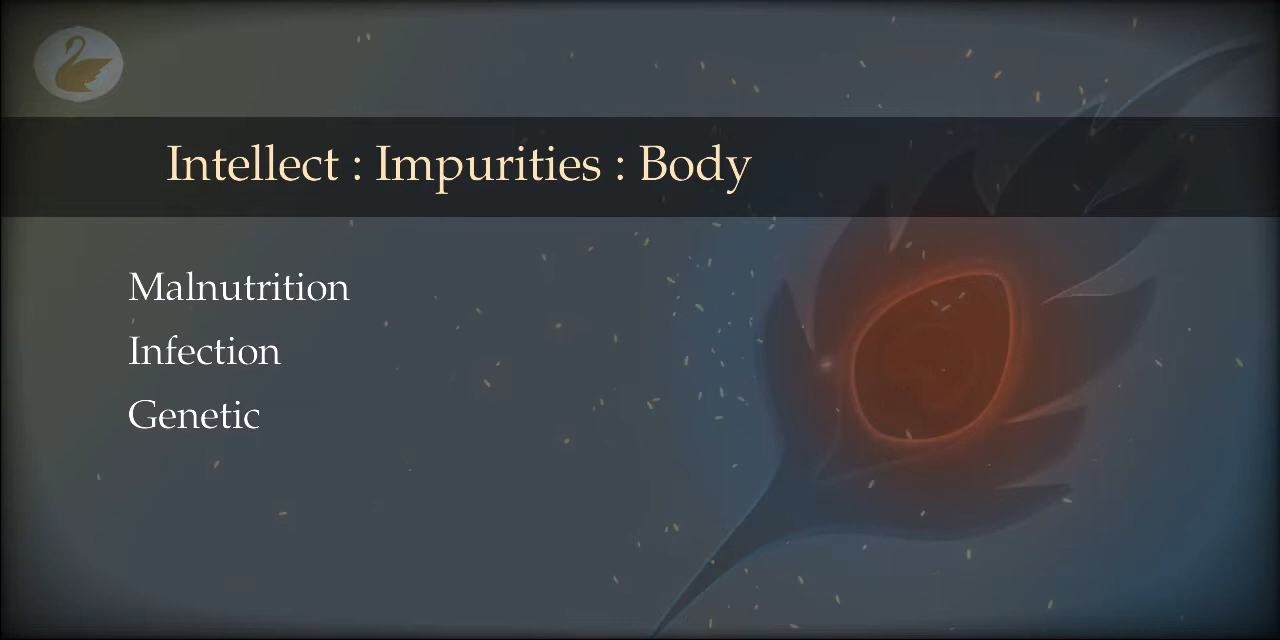 Intellect : Impurities : Body
Malnutrition
Infection
Genetic